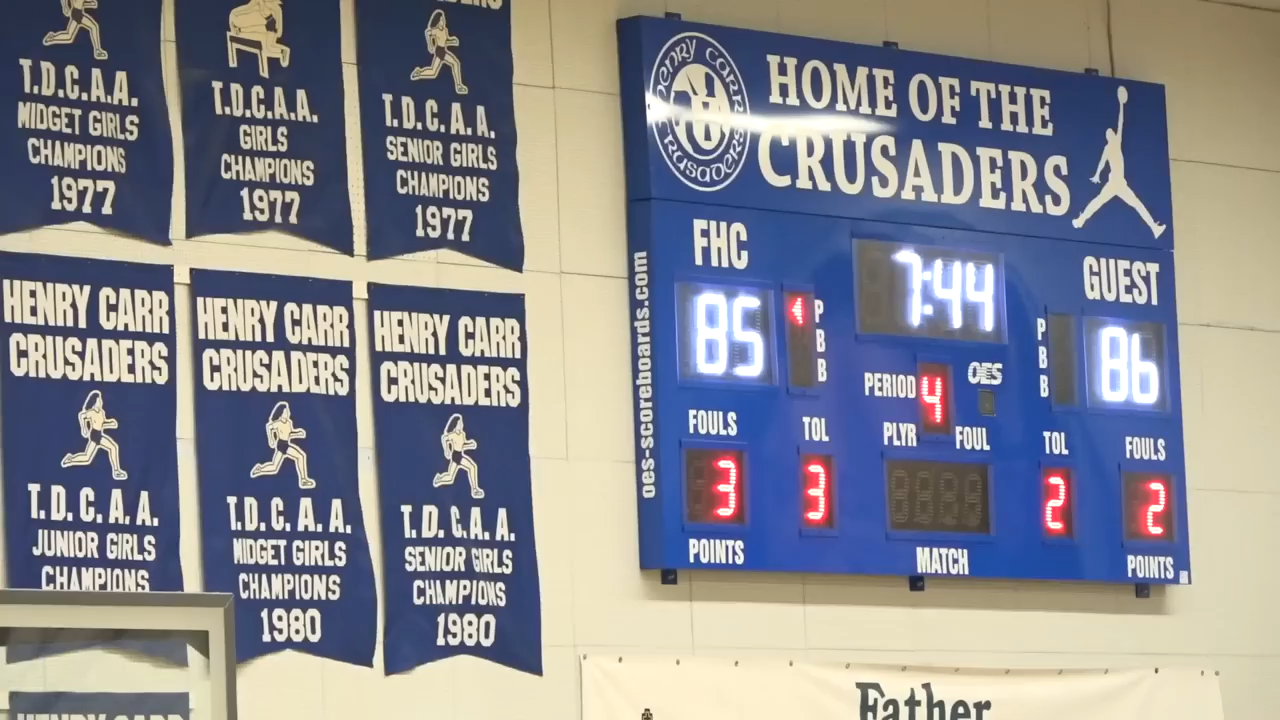 T.D.C.A.A.
MIDGET GIRLS
CHAMPIONS
1977
T.D.C.A.A.
GIRLS
CHAMPIONS
1977
T.D.C.A.A.
SENIOR GIRLS
CHAMPIONS
1977
HENRY CARR
CRUSADERS
T.D.C.A.A.
JUNIOR GIRLS
CHAMPIONS
HENRY CARR
CRUSADERS
T.D.C.A.A.
MIDGET GIRLS
CHAMPIONS
1980
HENRY CARR
CRUSADERS
T.D.C.A.A.
SENIOR GIRLS
CHAMPIONS
1980
HENRY CARR
HENRY CARR
CRUSADERS
HOME OF THE
CRUSADERS
oes-scoreboards.com
FHC
7:44
GUEST
85
P
B
B
P
B
B
86
PERIOD 4
OES
FOULS
TOL
PLYR
FOUL
TOL
FOULS
3
3
2
2
POINTS
MATCH
POINTS
Father